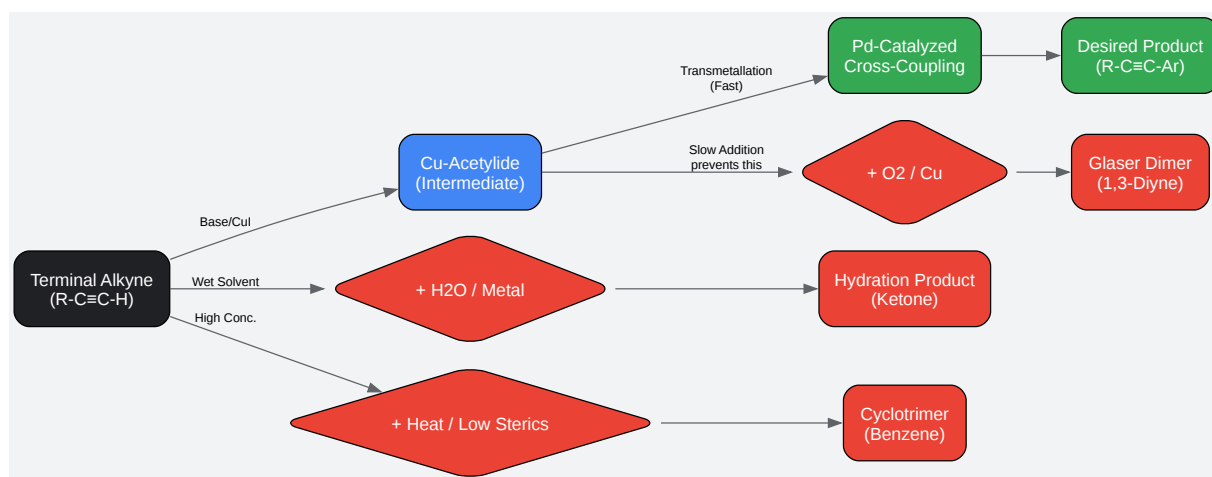 Pd-Catalyzed
Cross-Coupling
Desired Product
(R-C≡C-Ar)
Transmetallation
(Fast)
Cu-Acetylide
(Intermediate)
Slow Addition
prevents this
+ O2 / Cu
Glaser Dimer
(1,3-Diyne)
Base/CuI
Terminal Alkyne
(R-C≡C-H)
Wet Solvent
+ H2O / Metal
Hydration Product
(Ketone)
High Conc.
+ Heat / Low Sterics
Cyclotrimer
(Benzene)